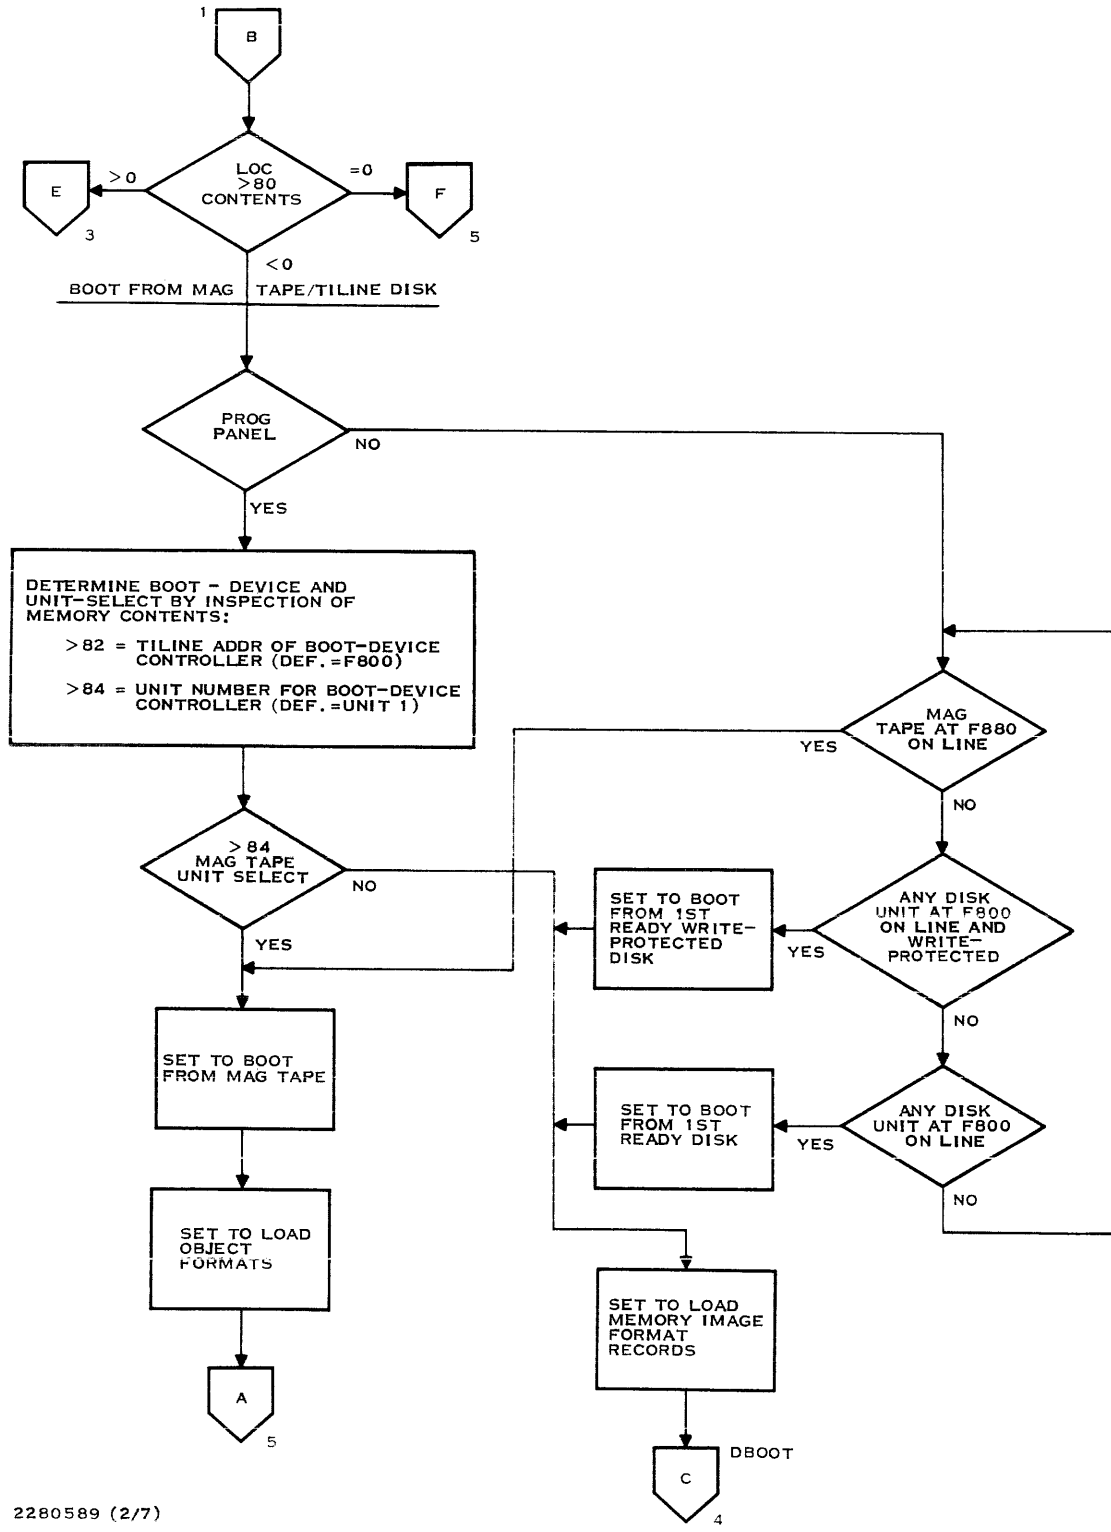 1
B
LOC
>80
CONTENTS
>0
=0
E
F
3
5
<0
BOOT FROM MAG TAPE/TILINE DISK
PROG
PANEL
NO
YES
DETERMINE BOOT - DEVICE AND
UNIT-SELECT BY INSPECTION OF
MEMORY CONTENTS:
>82 = TILINE ADDR OF BOOT-DEVICE
CONTROLLER (DEF.=F800)
>84 = UNIT NUMBER FOR BOOT-DEVICE
CONTROLLER (DEF.=UNIT 1)
MAG
TAPE AT F880
ON LINE
YES
NO
>84
MAG TAPE
UNIT SELECT
NO
YES
SET TO BOOT
FROM 1ST
READY WRITE-
PROTECTED
DISK
YES
ANY DISK
UNIT AT F800
ON LINE AND
WRITE-
PROTECTED
NO
SET TO BOOT
FROM MAG TAPE
SET TO BOOT
FROM 1ST
READY DISK
YES
ANY DISK
UNIT AT F800
ON LINE
NO
SET TO LOAD
OBJECT
FORMATS
SET TO LOAD
MEMORY IMAGE
FORMAT
RECORDS
A
5
DBOOT
C
4
2280589 (2/7)